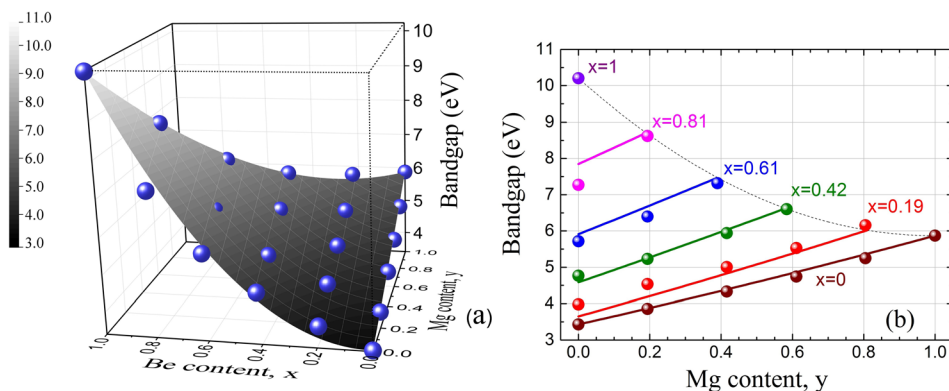 11.0
10.0
9.0
8.0
7.0
6.0
5.0
4.0
3.0
10
9
8
7
6
5
4
Bandgap (eV)
1.0
0.8
0.6
0.4
0.2
0.0
Mg content, y
1.0
0.8
0.6
0.4
0.2
0.0
Be content, x
(a)
11
10
9
8
7
6
5
4
3
Bandgap (eV)
x=1
x=0.81
x=0.61
x=0.42
x=0.19
x=0
(b)
0.0 0.2 0.4 0.6 0.8 1.0
Mg content, y